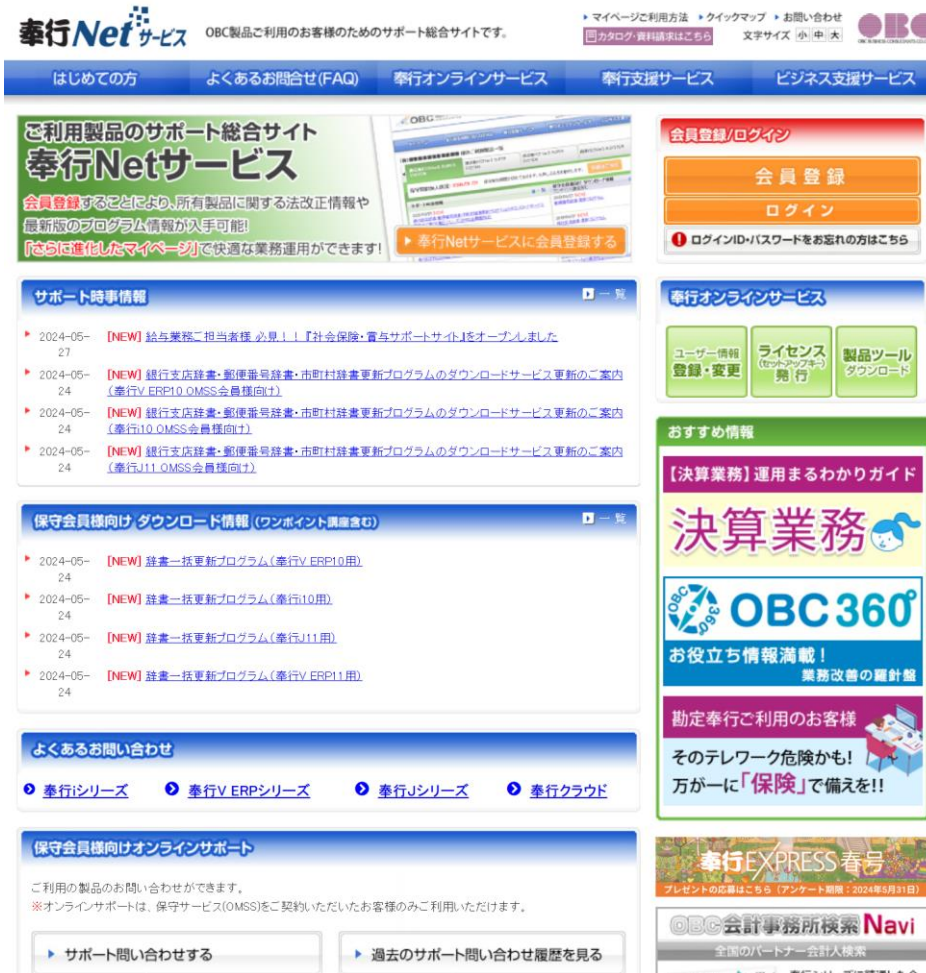 奉行Netサービス
OBC製品ご利用のお客様のためのサポート総合サイトです。
マイページご利用方法 クイックマップ お問い合わせ
カタログ・資料請求はこちら 文字サイズ 小 中 大
OBC
はじめての方 よくあるお問合せ(FAQ) 奉行オンラインサービス 奉行支援サービス ビジネス支援サービス
ご利用製品のサポート総合サイト
奉行Netサービス
会員登録することにより、所有製品に関する法改正情報や
最新版のプログラム情報が入手可能!
「さらに進化したマイページ」で快適な業務運用ができます!
奉行Netサービスに会員登録する
サポート時事情報 一覧
2024-05-27 [NEW] 給与業務ご担当者様 必見!!『社会保険・賞与サポートサイト』をオープンしました
2024-05-24 [NEW] 銀行支店辞書・郵便番号辞書・市町村辞書更新プログラムのダウンロードサービス更新のご案内
(奉行V ERP10 OMSS会員様向け)
2024-05-24 [NEW] 銀行支店辞書・郵便番号辞書・市町村辞書更新プログラムのダウンロードサービス更新のご案内
(奉行i10 OMSS会員様向け)
2024-05-24 [NEW] 銀行支店辞書・郵便番号辞書・市町村辞書更新プログラムのダウンロードサービス更新のご案内
(奉行J11 OMSS会員様向け)
保守会員様向け ダウンロード情報 (ワンポイント講座含む) 一覧
2024-05-24 [NEW] 辞書一括更新プログラム(奉行V ERP10用)
2024-05-24 [NEW] 辞書一括更新プログラム(奉行i10用)
2024-05-24 [NEW] 辞書一括更新プログラム(奉行J11用)
2024-05-24 [NEW] 辞書一括更新プログラム(奉行V ERP11用)
よくあるお問い合わせ
奉行iシリーズ 奉行V ERPシリーズ 奉行Jシリーズ 奉行クラウド
保守会員様向けオンラインサポート
ご利用の製品のお問い合わせができます。
※オンラインサポートは、保守サービス(OMSS)をご契約いただいたお客様のみご利用いただけます。
サポート問い合わせする 過去のサポート問い合わせ履歴を見る
会員登録/ログイン
会員登録
ログイン
ログインID・パスワードをお忘れの方はこちら
奉行オンラインサービス
ユーザー情報 登録・変更
ライセンス (セットアップキー) 発行
製品ツール ダウンロード
おすすめ情報
【決算業務】運用まるわかりガイド
決算業務
OBC 360°
お役立ち情報満載!
業務改善の羅針盤
勘定奉行ご利用のお客様
そのテレワーク危険かも!
万が一に「保険」で備えを!!
奉行EXPRESS春号
プレゼントの応募はこちら(アンケート期限:2024年5月31日)
OBC会計事務所検索Navi
全国のパートナー会計人検索